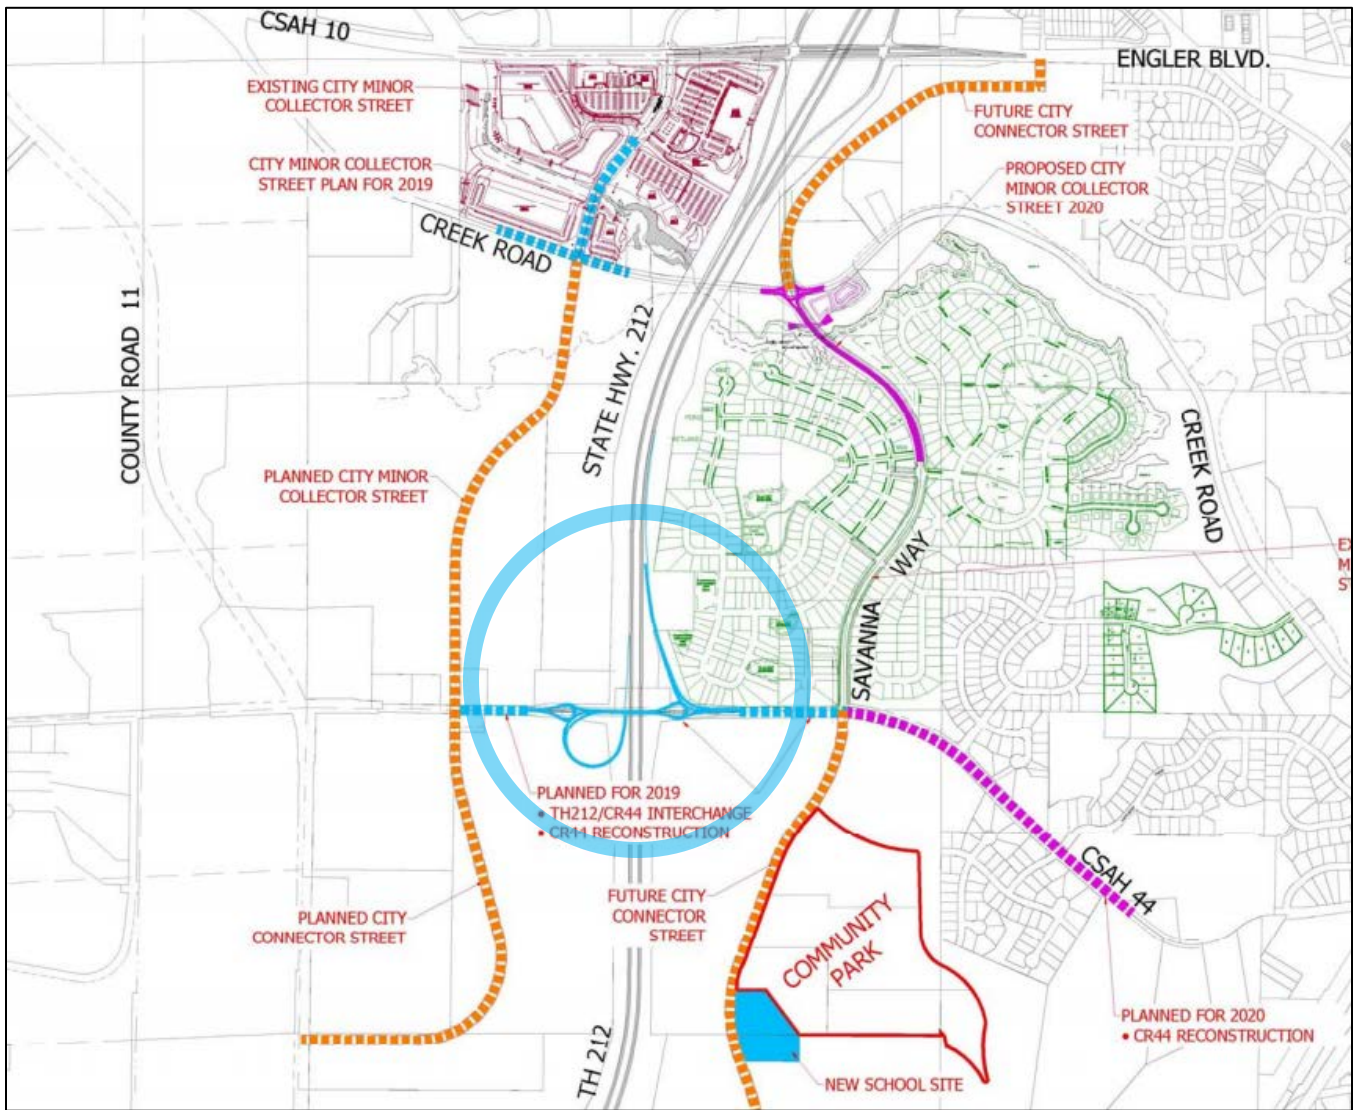 CSAH 10
ENGLER BLVD.
EXISTING CITY MINOR
COLLECTOR STREET
FUTURE CITY
CONNECTOR STREET
CITY MINOR COLLECTOR
STREET PLAN FOR 2019
PROPOSED CITY
MINOR COLLECTOR
STREET 2020
CREEK ROAD
COUNTY ROAD 11
STATE HWY. 212
CREEK ROAD
PLANNED CITY MINOR
COLLECTOR STREET
SAVANNA WAY
PLANNED FOR 2019
• TH212/CR44 INTERCHANGE
• CR44 RECONSTRUCTION
CSAH 44
FUTURE CITY
CONNECTOR
STREET
PLANNED CITY
CONNECTOR STREET
COMMUNITY
PARK
PLANNED FOR 2020
• CR44 RECONSTRUCTION
TH 212
NEW SCHOOL SITE